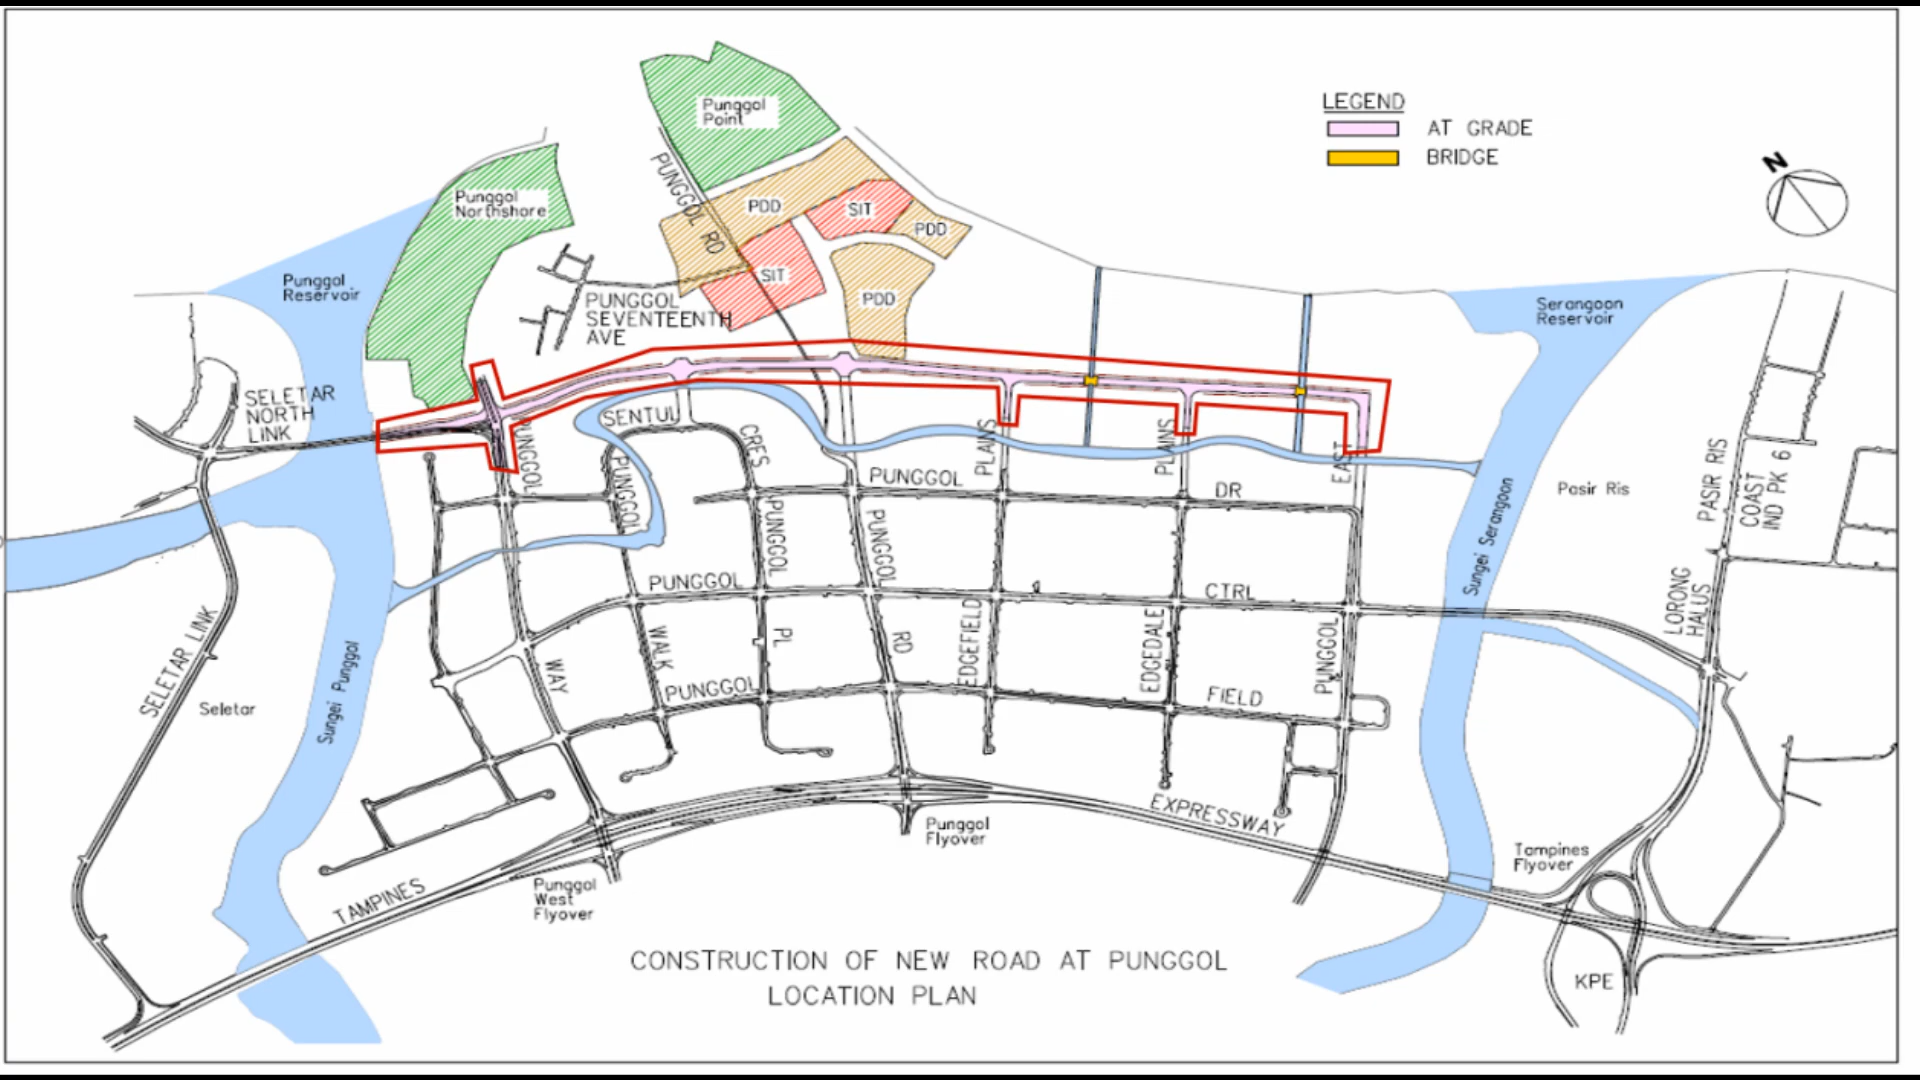 LEGEND
AT GRADE
BRIDGE
N
Punggol
Point
PUNGGOL RD
Punggol
Northshore
PDD
SIT
PDD
SIT
PDD
Punggol
Reservoir
PUNGGOL
SEVENTEENTH
AVE
Serangoon
Reservoir
SELETAR
NORTH
LINK
SENTUL
CRES
PUNGGOL
WAY
PUNGGOL
WALK
PUNGGOL
PL
PUNGGOL
RD
PLAINS
EDGEFIELD
PLAINS
EDGEDALE
EAST
PUNGGOL
PUNGGOL
DR
PUNGGOL
CTRL
PUNGGOL
FIELD
Pasir Ris
Sungei Serangoon
PASIR RIS
COAST
IND PK 6
LORONG
HALUS
SELETAR LINK
Seletar
Sungei Punggol
TAMPINES
EXPRESSWAY
Punggol
Flyover
Punggol
West
Flyover
Tampines
Flyover
KPE
CONSTRUCTION OF NEW ROAD AT PUNGGOL
LOCATION PLAN